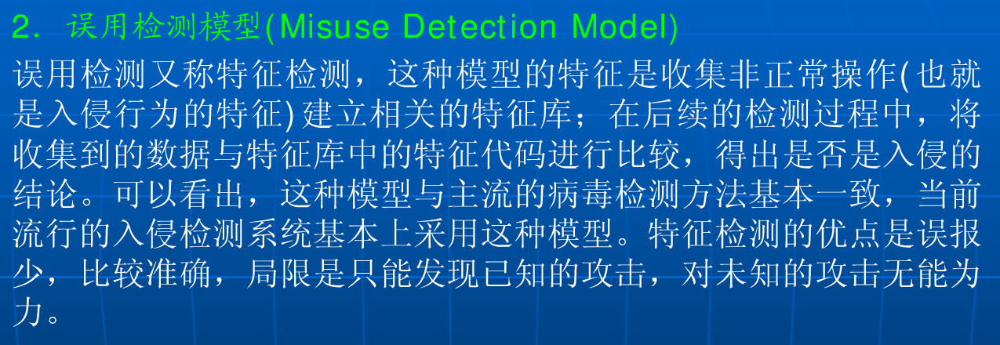 2. 误用检测模型(Misuse Detection Model)
误用检测又称特征检测，这种模型的特征是收集非正常操作(也就
是入侵行为的特征)建立相关的特征库；在后续的检测过程中，将
收集到的数据与特征库中的特征代码进行比较，得出是否是入侵的
结论。可以看出，这种模型与主流的病毒检测方法基本一致，当前
流行的入侵检测系统基本上采用这种模型。特征检测的优点是误报
少，比较准确，局限是只能发现已知的攻击，对未知的攻击无能为
力。